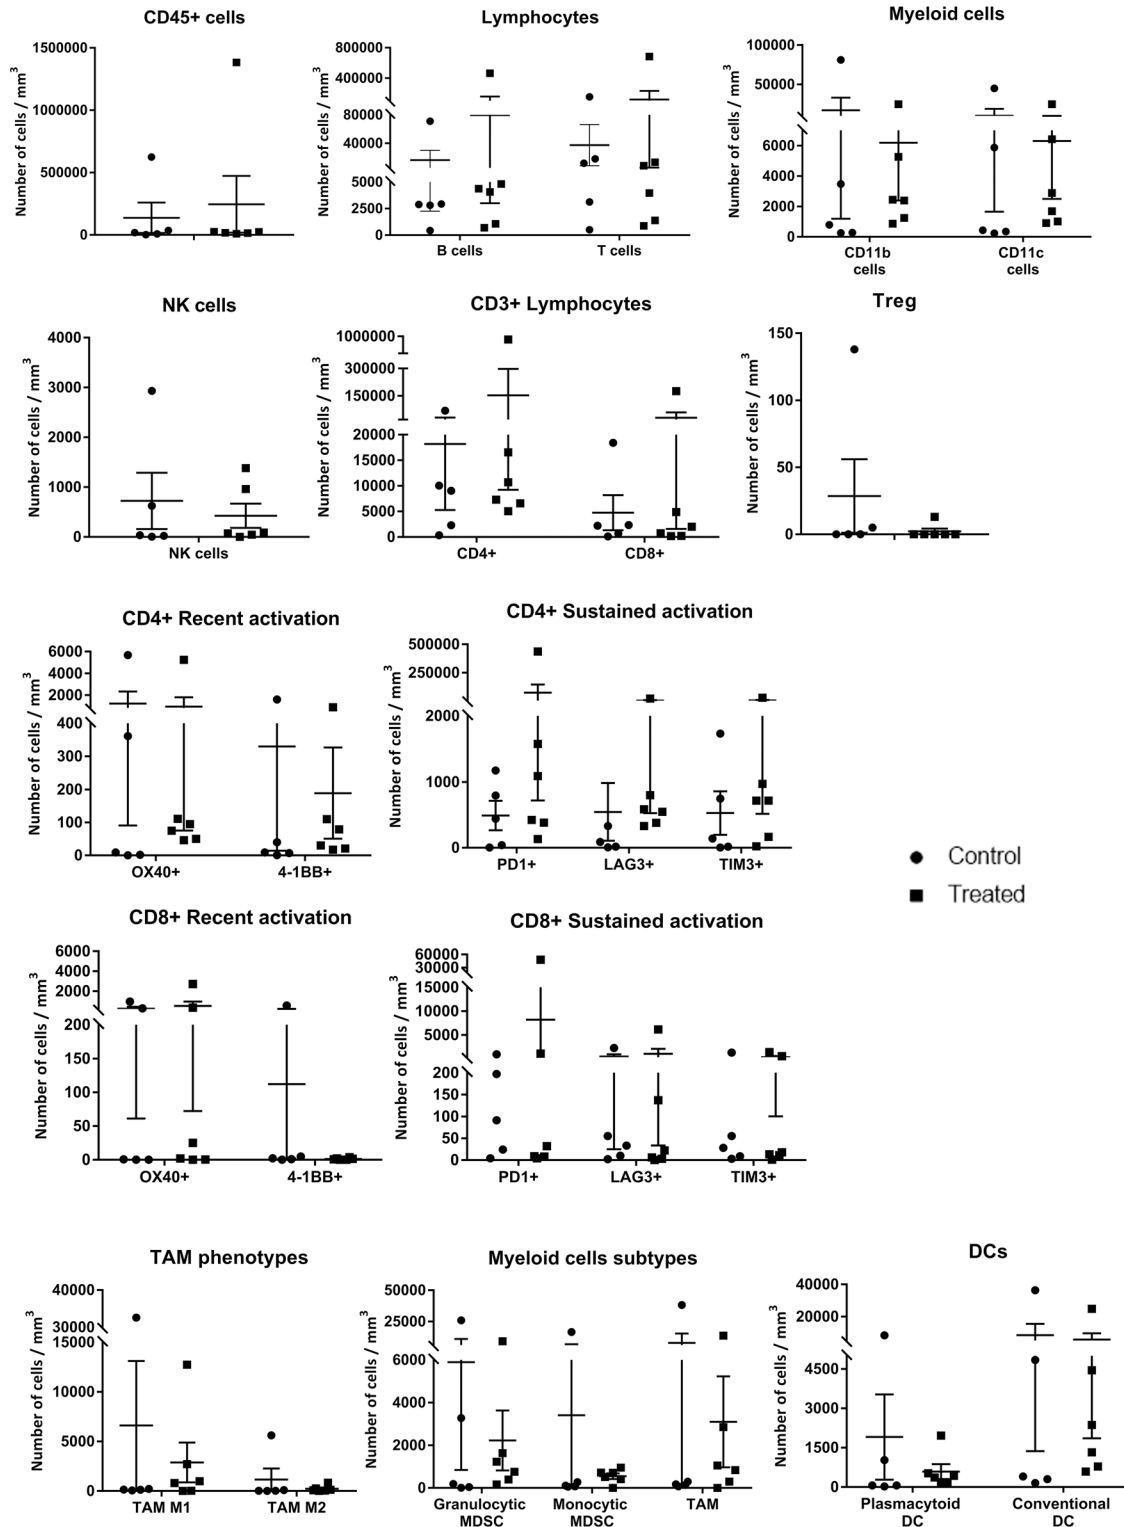 CD45+ cells
Number of cells / mm3
1500000
1000000
500000
0
Lymphocytes
Number of cells / mm3
800000
400000
80000
40000
5000
2500
0
B cells
T cells
Myeloid cells
Number of cells / mm3
100000
50000
6000
4000
2000
0
CD11b
cells
CD11c
cells
NK cells
Number of cells / mm3
4000
3000
2000
1000
0
NK cells
CD3+ Lymphocytes
Number of cells / mm3
1000000
300000
150000
20000
15000
10000
5000
0
CD4+
CD8+
Treg
Number of cells / mm3
150
100
50
0
CD4+ Recent activation
Number of cells / mm3
6000
4000
2000
400
300
200
100
0
OX40+
4-1BB+
CD4+ Sustained activation
Number of cells / mm3
500000
250000
2000
1000
0
PD1+
LAG3+
TIM3+
Control
Treated
CD8+ Recent activation
Number of cells / mm3
6000
4000
2000
200
150
100
50
0
OX40+
4-1BB+
CD8+ Sustained activation
Number of cells / mm3
60000
30000
15000
10000
5000
200
150
100
50
0
PD1+
LAG3+
TIM3+
TAM phenotypes
Number of cells / mm3
40000
30000
15000
10000
5000
0
TAM M1
TAM M2
Myeloid cells subtypes
Number of cells / mm3
50000
25000
6000
4000
2000
0
Granulocytic
MDSC
Monocytic
MDSC
TAM
DCs
Number of cells / mm3
40000
20000
4500
3000
1500
0
Plasmacytoid
DC
Conventional
DC